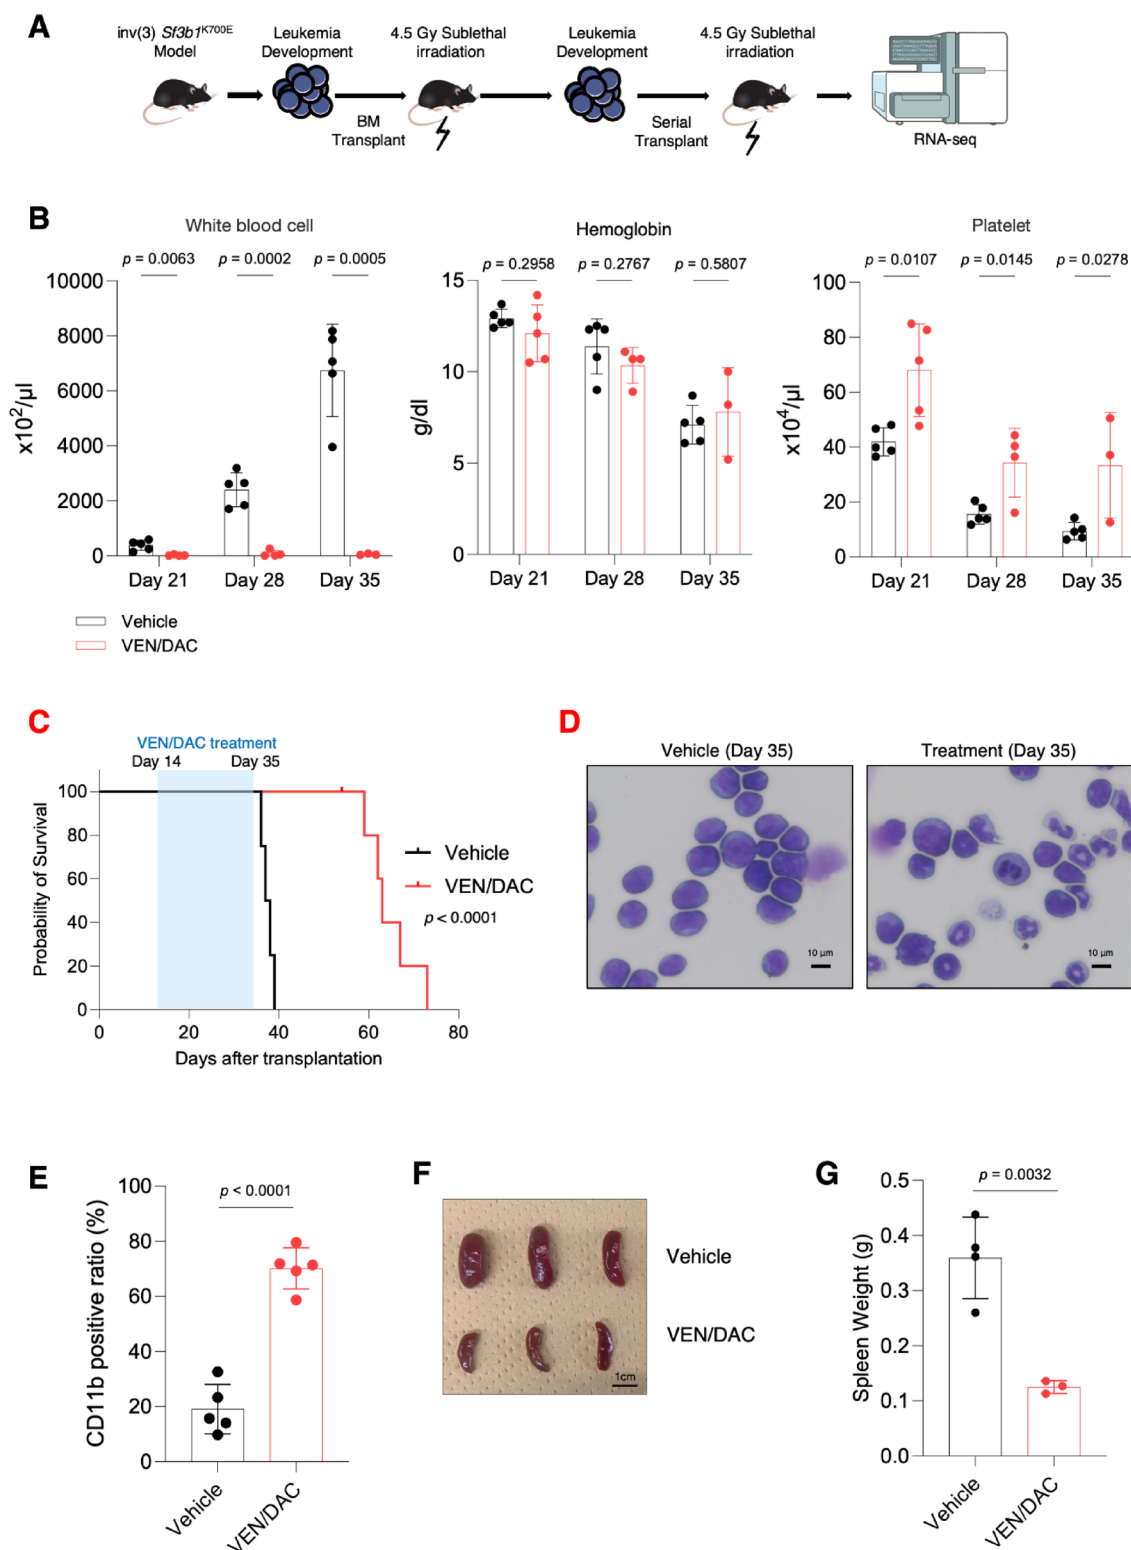 A
inv(3) Sf3b1K700E
Model
Leukemia
Development
4.5 Gy Sublethal
irradiation
Leukemia
Development
4.5 Gy Sublethal
irradiation
BM
Transplant
Serial
Transplant
RNA-seq
B
White blood cell
p = 0.0063
p = 0.0002
p = 0.0005
x10²/µl
10000
8000
6000
4000
2000
0
Day 21
Day 28
Day 35
Hemoglobin
p = 0.2958
p = 0.2767
p = 0.5807
g/dl
15
10
5
0
Day 21
Day 28
Day 35
Platelet
p = 0.0107
p = 0.0145
p = 0.0278
x10⁴/µl
100
80
60
40
20
0
Day 21
Day 28
Day 35
Vehicle
VEN/DAC
C
VEN/DAC treatment
Day 14
Day 35
Probability of Survival
100
80
60
40
20
0
0
20
40
60
80
Days after transplantation
Vehicle
VEN/DAC
p < 0.0001
D
Vehicle (Day 35)
10 µm
Treatment (Day 35)
10 µm
E
p < 0.0001
CD11b positive ratio (%)
100
80
60
40
20
0
Vehicle
VEN/DAC
F
Vehicle
VEN/DAC
1cm
G
p = 0.0032
Spleen Weight (g)
0.5
0.4
0.3
0.2
0.1
0.0
Vehicle
VEN/DAC